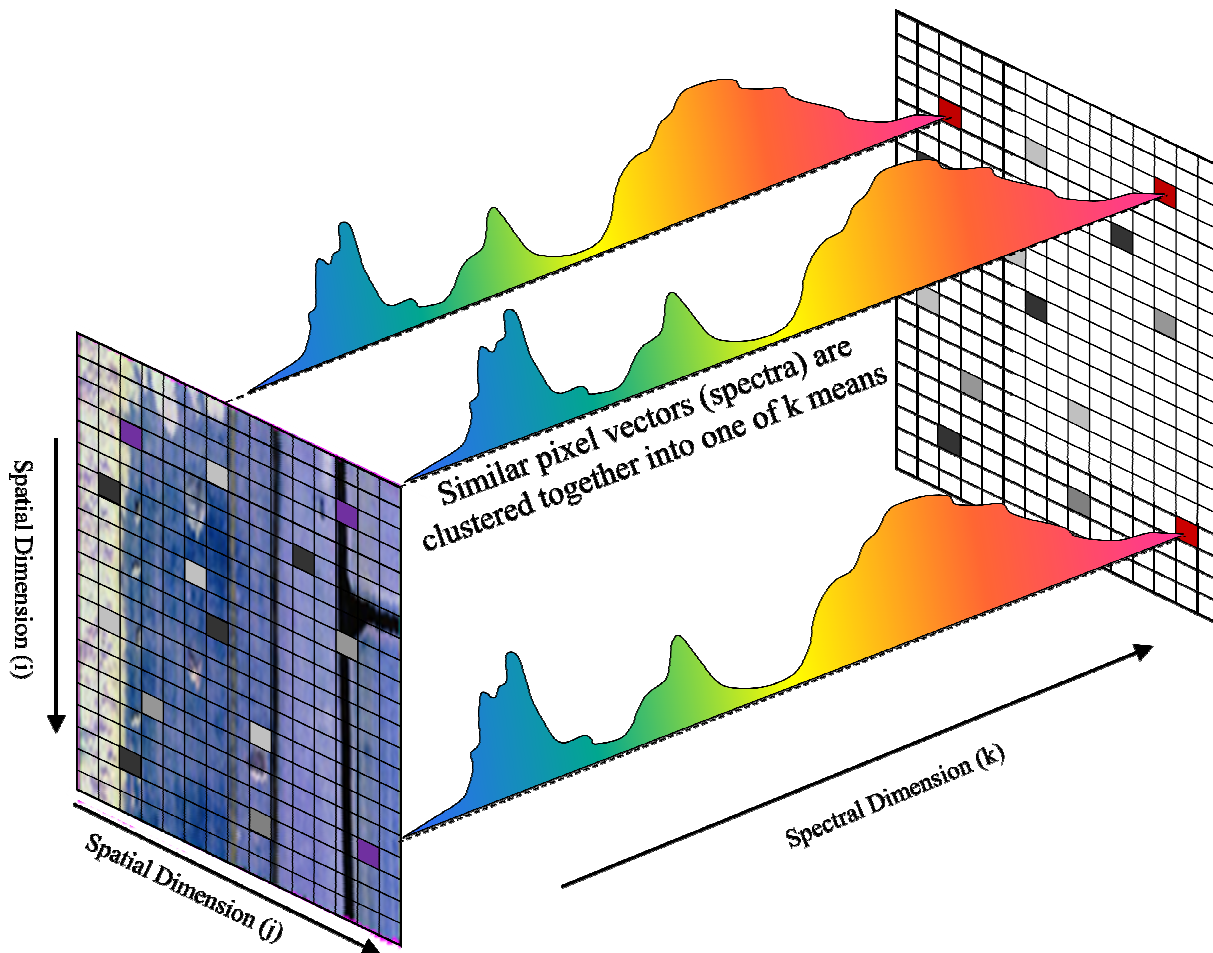 Similar pixel vectors (spectra) are
clustered together into one of k means
Spatial Dimension (i)
Spatial Dimension (j)
Spectral Dimension (k)